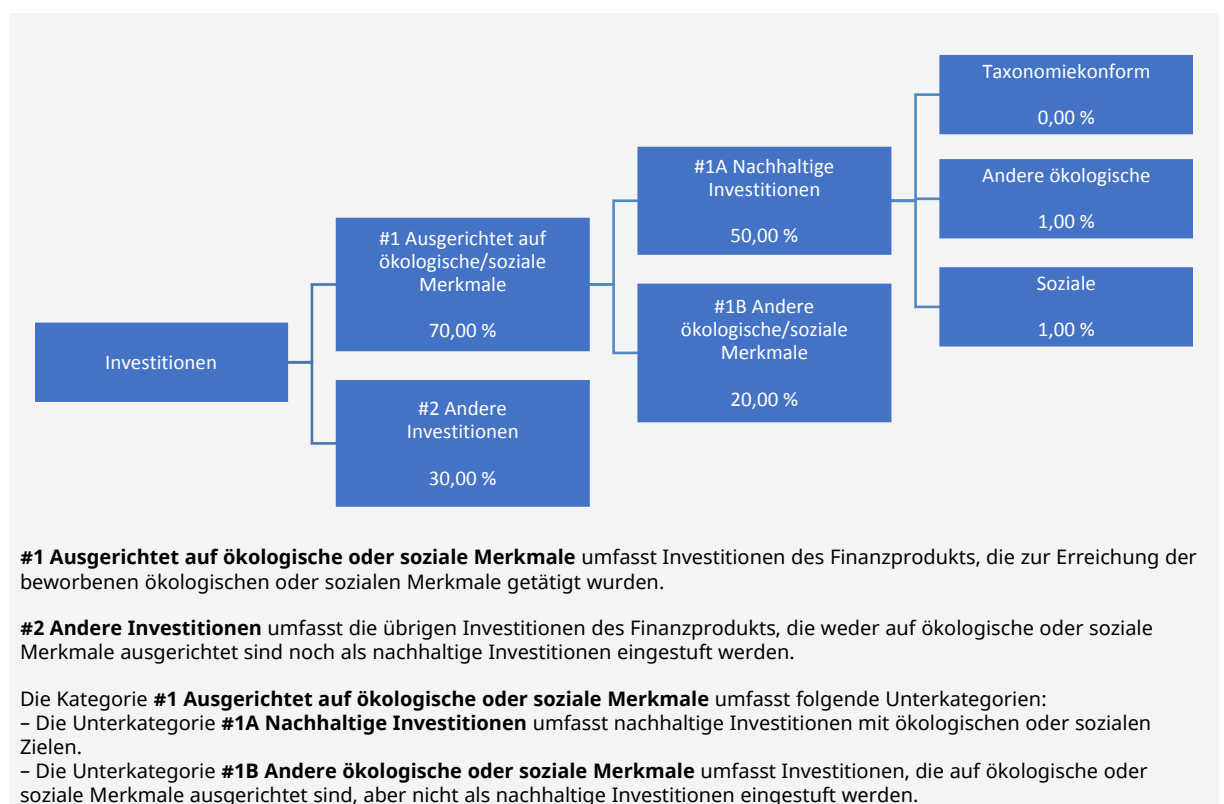 Investitionen
#1 Ausgerichtet auf
ökologische/soziale
Merkmale
70,00 %
#2 Andere
Investitionen
30,00 %
#1A Nachhaltige
Investitionen
50,00 %
#1B Andere
ökologische/soziale
Merkmale
20,00 %
Taxonomiekonform
0,00 %
Andere ökologische
1,00 %
Soziale
1,00 %
#1 Ausgerichtet auf ökologische oder soziale Merkmale umfasst Investitionen des Finanzprodukts, die zur Erreichung der
beworbenen ökologischen oder sozialen Merkmale getätigt wurden.
#2 Andere Investitionen umfasst die übrigen Investitionen des Finanzprodukts, die weder auf ökologische oder soziale
Merkmale ausgerichtet sind noch als nachhaltige Investitionen eingestuft werden.
Die Kategorie #1 Ausgerichtet auf ökologische oder soziale Merkmale umfasst folgende Unterkategorien:
– Die Unterkategorie #1A Nachhaltige Investitionen umfasst nachhaltige Investitionen mit ökologischen oder sozialen
Zielen.
– Die Unterkategorie #1B Andere ökologische oder soziale Merkmale umfasst Investitionen, die auf ökologische oder
soziale Merkmale ausgerichtet sind, aber nicht als nachhaltige Investitionen eingestuft werden.